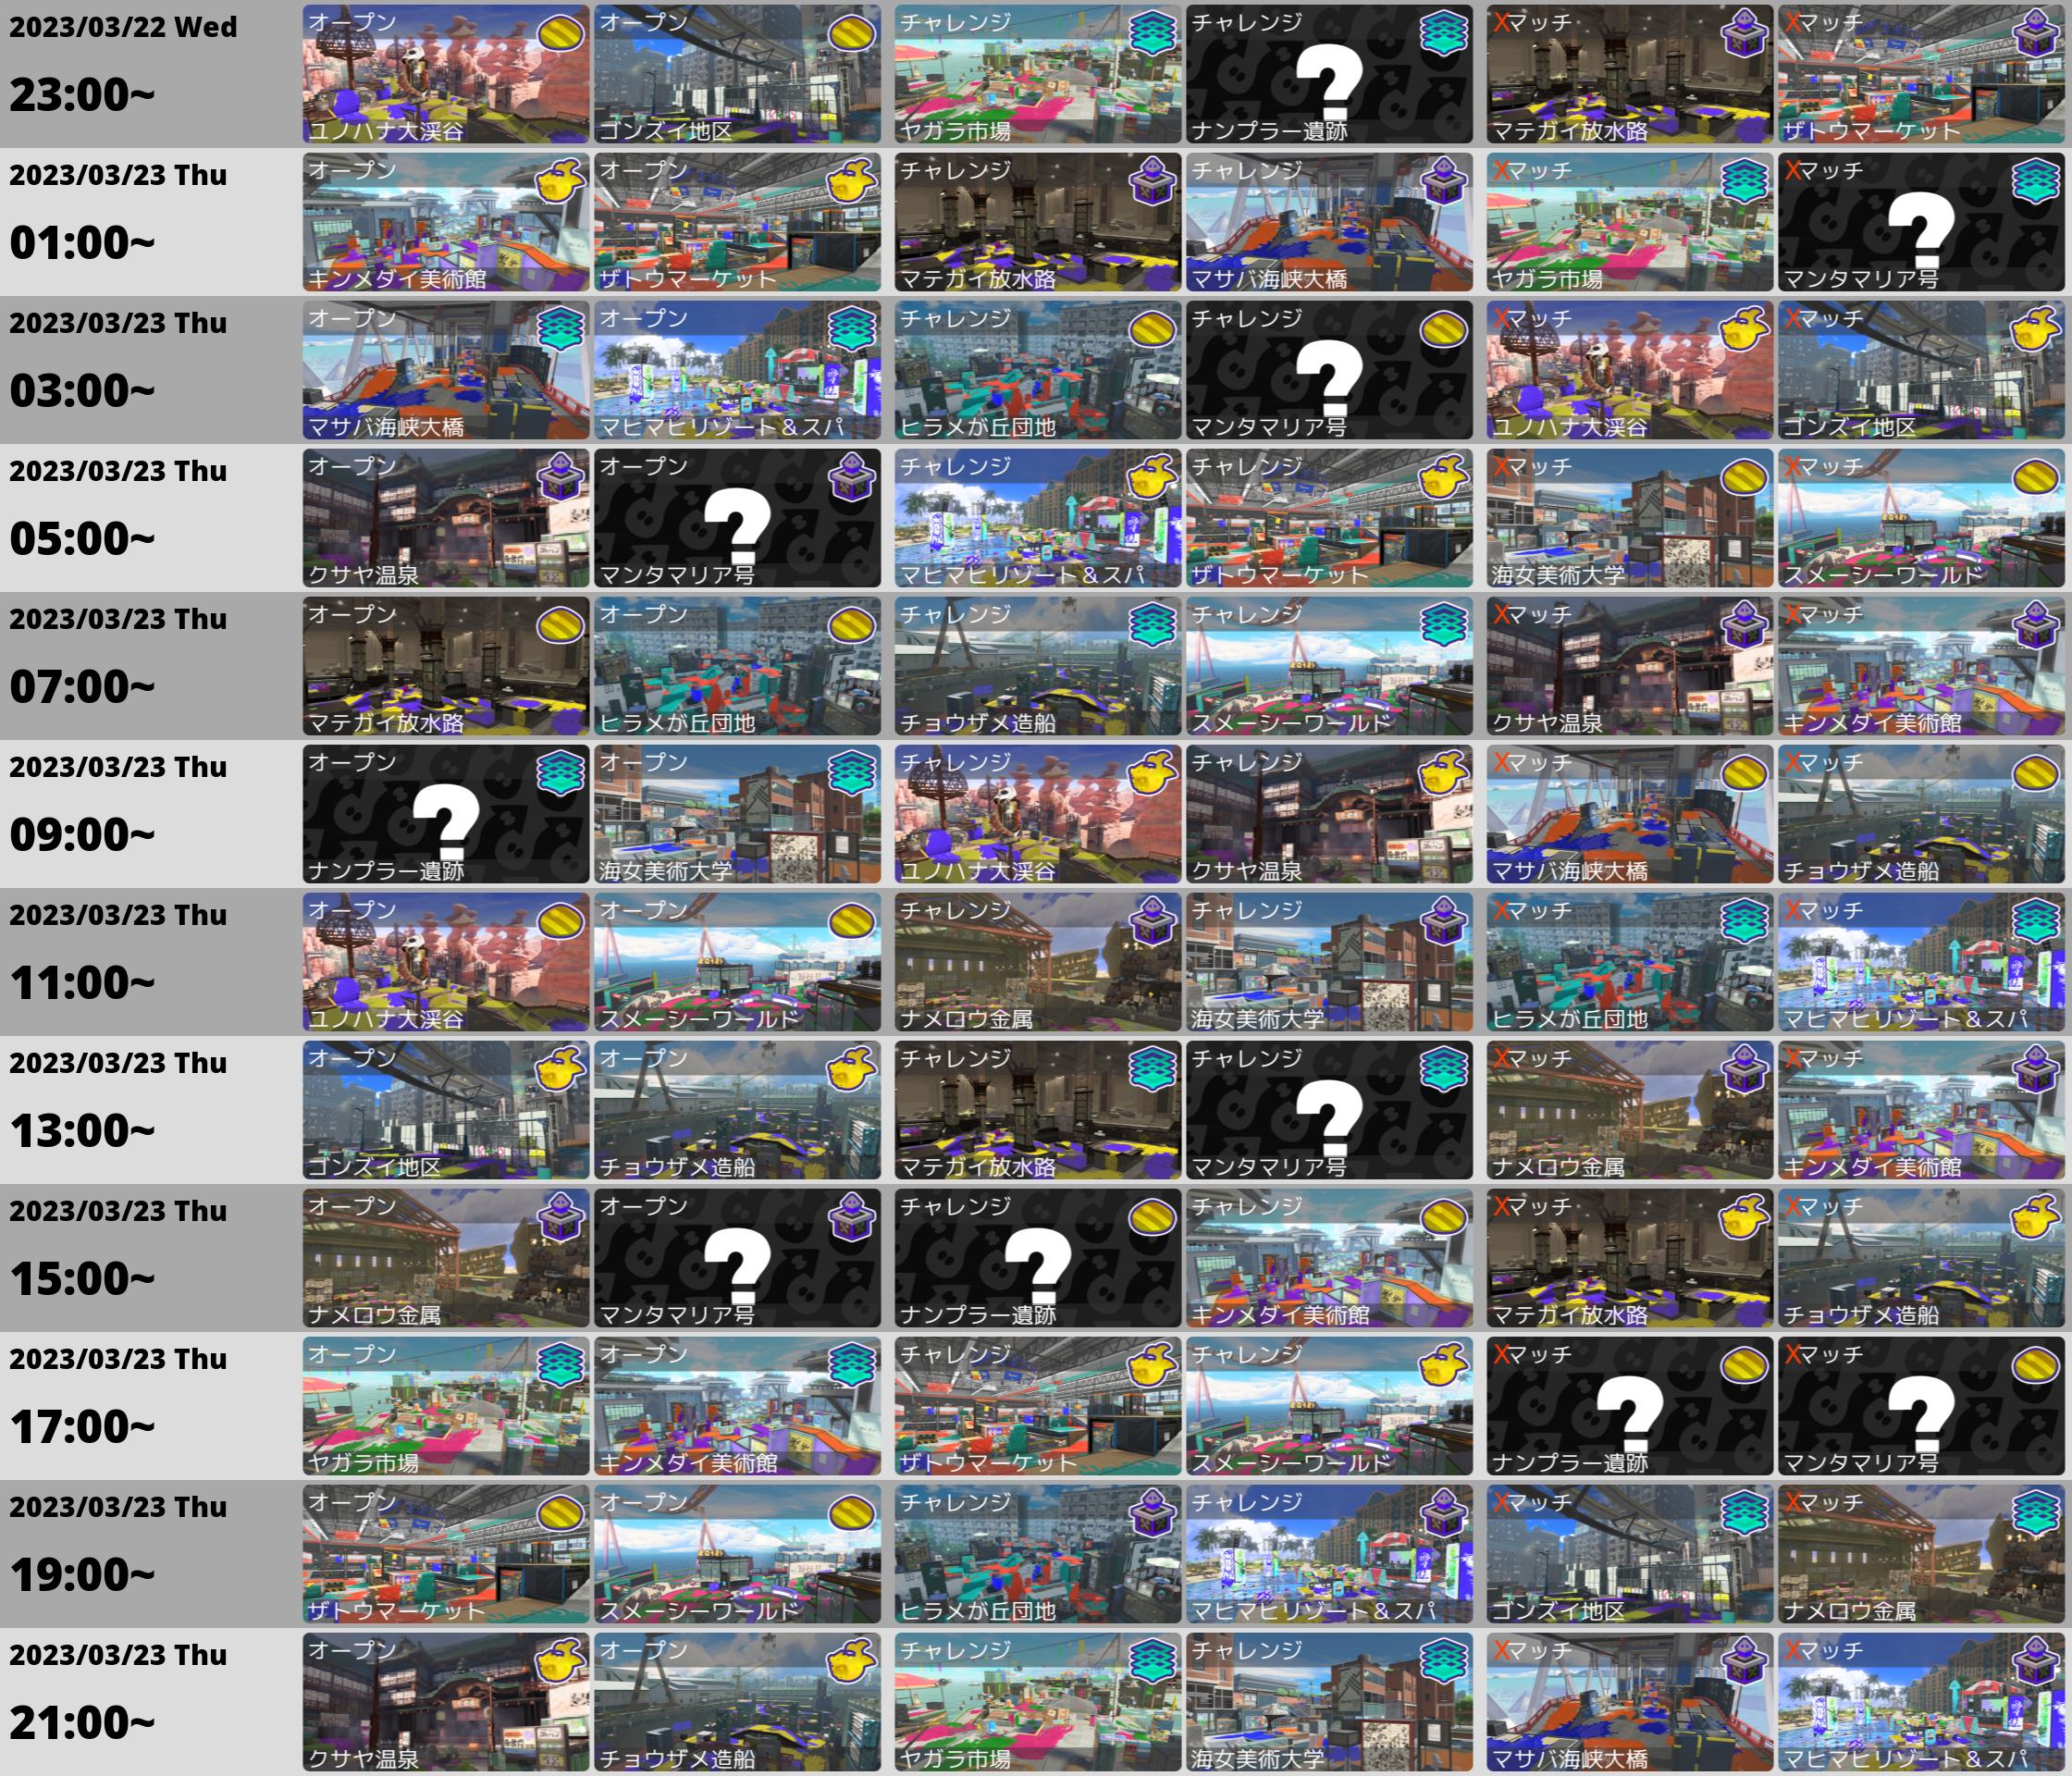 2023/03/22 Wed
23:00~
オープン
ユノハナ大渓谷
オープン
ゴンズイ地区
チャレンジ
ヤガラ市場
チャレンジ
ナンプラー遺跡
?
Xマッチ
マテガイ放水路
Xマッチ
ザトウマーケット
2023/03/23 Thu
01:00~
オープン
キンメダイ美術館
オープン
ザトウマーケット
チャレンジ
マテガイ放水路
チャレンジ
マサバ海峡大橋
Xマッチ
ヤガラ市場
Xマッチ
?
マンタマリア号
2023/03/23 Thu
03:00~
オープン
マサバ海峡大橋
オープン
マヒマヒリゾート＆スパ
チャレンジ
ヒラメが丘団地
チャレンジ
?
マンタマリア号
Xマッチ
ユノハナ大渓谷
Xマッチ
ゴンズイ地区
2023/03/23 Thu
05:00~
オープン
クサヤ温泉
オープン
?
マンタマリア号
チャレンジ
マヒマヒリゾート＆スパ
チャレンジ
ザトウマーケット
Xマッチ
海女美術大学
Xマッチ
スメーシーワールド
2023/03/23 Thu
07:00~
オープン
マテガイ放水路
オープン
ヒラメが丘団地
チャレンジ
チョウザメ造船
チャレンジ
スメーシーワールド
Xマッチ
クサヤ温泉
Xマッチ
キンメダイ美術館
2023/03/23 Thu
09:00~
オープン
?
ナンプラー遺跡
オープン
海女美術大学
チャレンジ
ユノハナ大渓谷
チャレンジ
クサヤ温泉
Xマッチ
マサバ海峡大橋
Xマッチ
チョウザメ造船
2023/03/23 Thu
11:00~
オープン
ユノハナ大渓谷
オープン
スメーシーワールド
チャレンジ
ナメロウ金属
チャレンジ
海女美術大学
Xマッチ
ヒラメが丘団地
Xマッチ
マヒマヒリゾート＆スパ
2023/03/23 Thu
13:00~
オープン
ゴンズイ地区
オープン
チョウザメ造船
チャレンジ
マテガイ放水路
チャレンジ
?
マンタマリア号
Xマッチ
ナメロウ金属
Xマッチ
キンメダイ美術館
2023/03/23 Thu
15:00~
オープン
ナメロウ金属
オープン
?
マンタマリア号
チャレンジ
?
ナンプラー遺跡
チャレンジ
キンメダイ美術館
Xマッチ
マテガイ放水路
Xマッチ
チョウザメ造船
2023/03/23 Thu
17:00~
オープン
ヤガラ市場
オープン
キンメダイ美術館
チャレンジ
ザトウマーケット
チャレンジ
スメーシーワールド
Xマッチ
?
ナンプラー遺跡
Xマッチ
?
マンタマリア号
2023/03/23 Thu
19:00~
オープン
ザトウマーケット
オープン
スメーシーワールド
チャレンジ
ヒラメが丘団地
チャレンジ
マヒマヒリゾート＆スパ
Xマッチ
ゴンズイ地区
Xマッチ
ナメロウ金属
2023/03/23 Thu
21:00~
オープン
クサヤ温泉
オープン
チョウザメ造船
チャレンジ
ヤガラ市場
チャレンジ
海女美術大学
Xマッチ
マサバ海峡大橋
Xマッチ
マヒマヒリゾート＆スパ